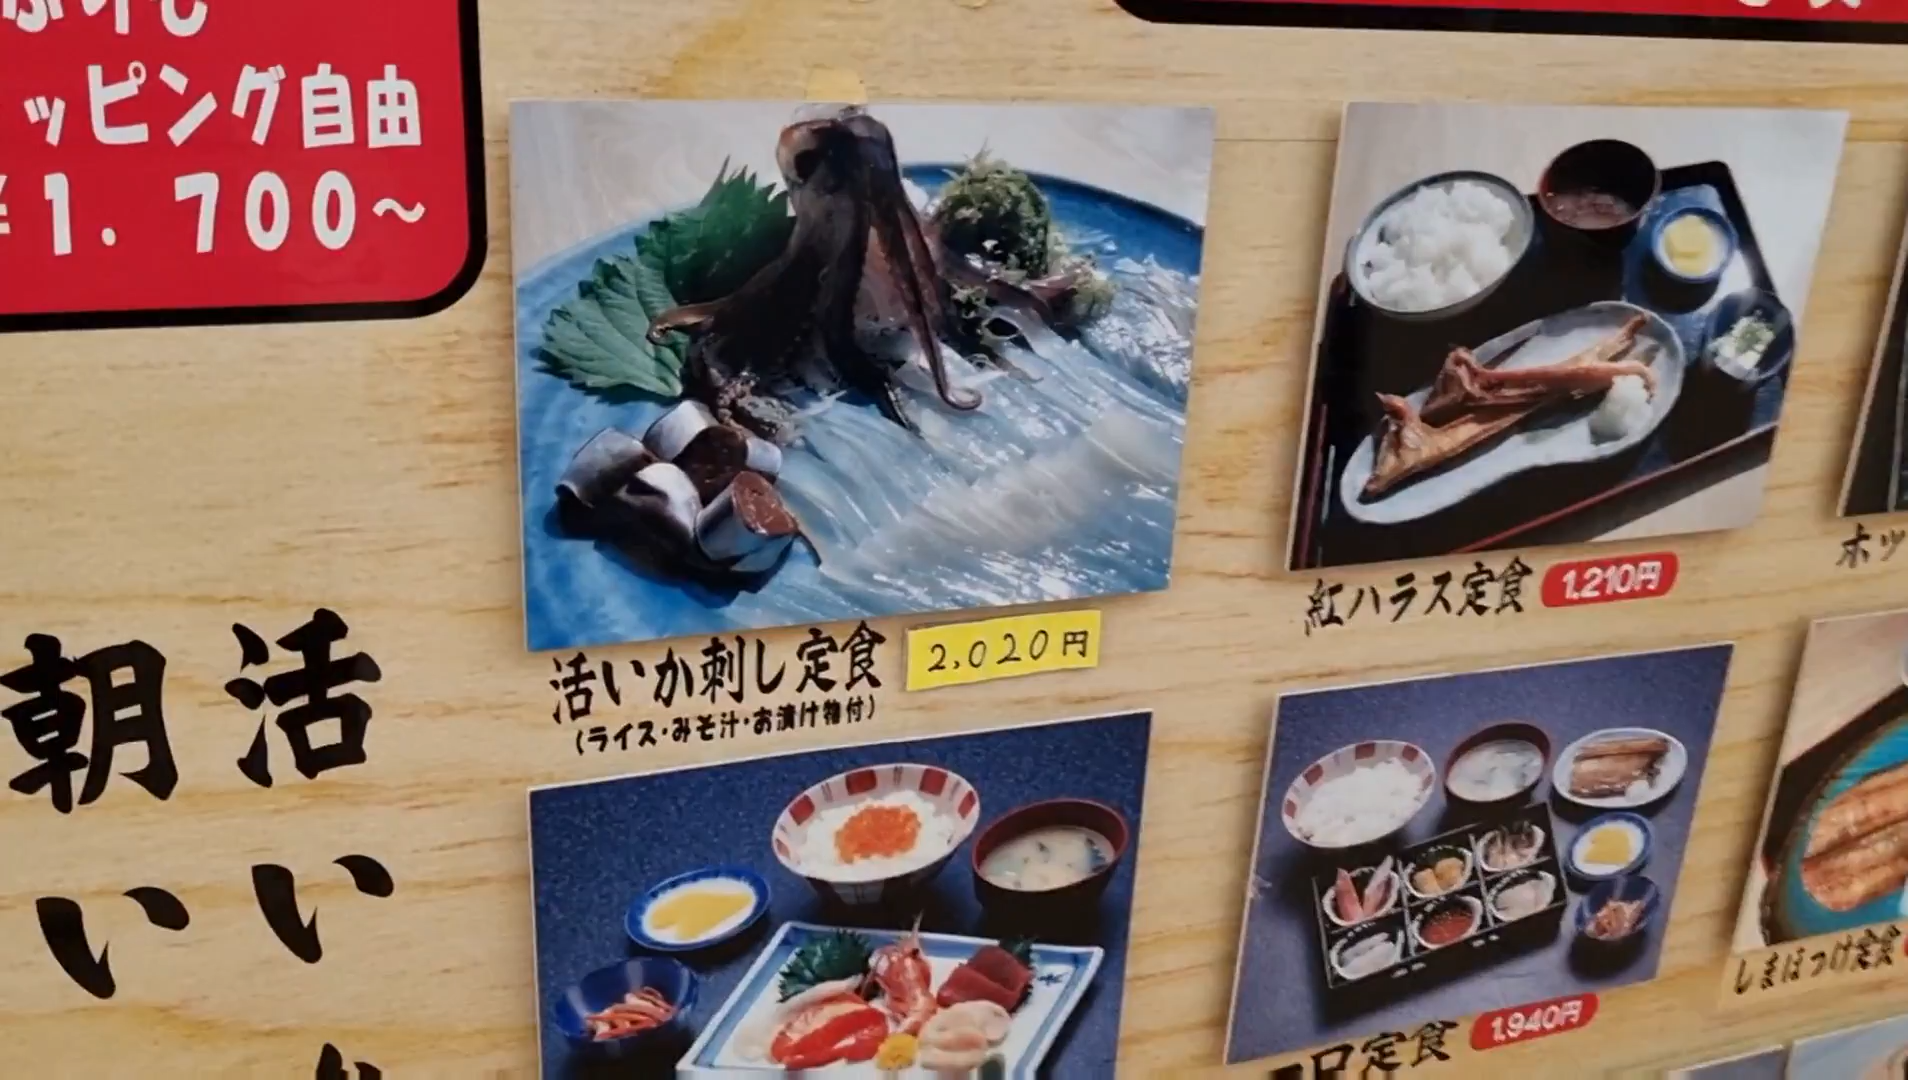 ッピング自由
¥1. 700~
活いか刺し定食
2,020円
(ライス・みそ汁・お漬け物付)
紅ハラス定食
1,210円
ホッ
活い
朝い
しまほっけ定食
口定食
1,940円